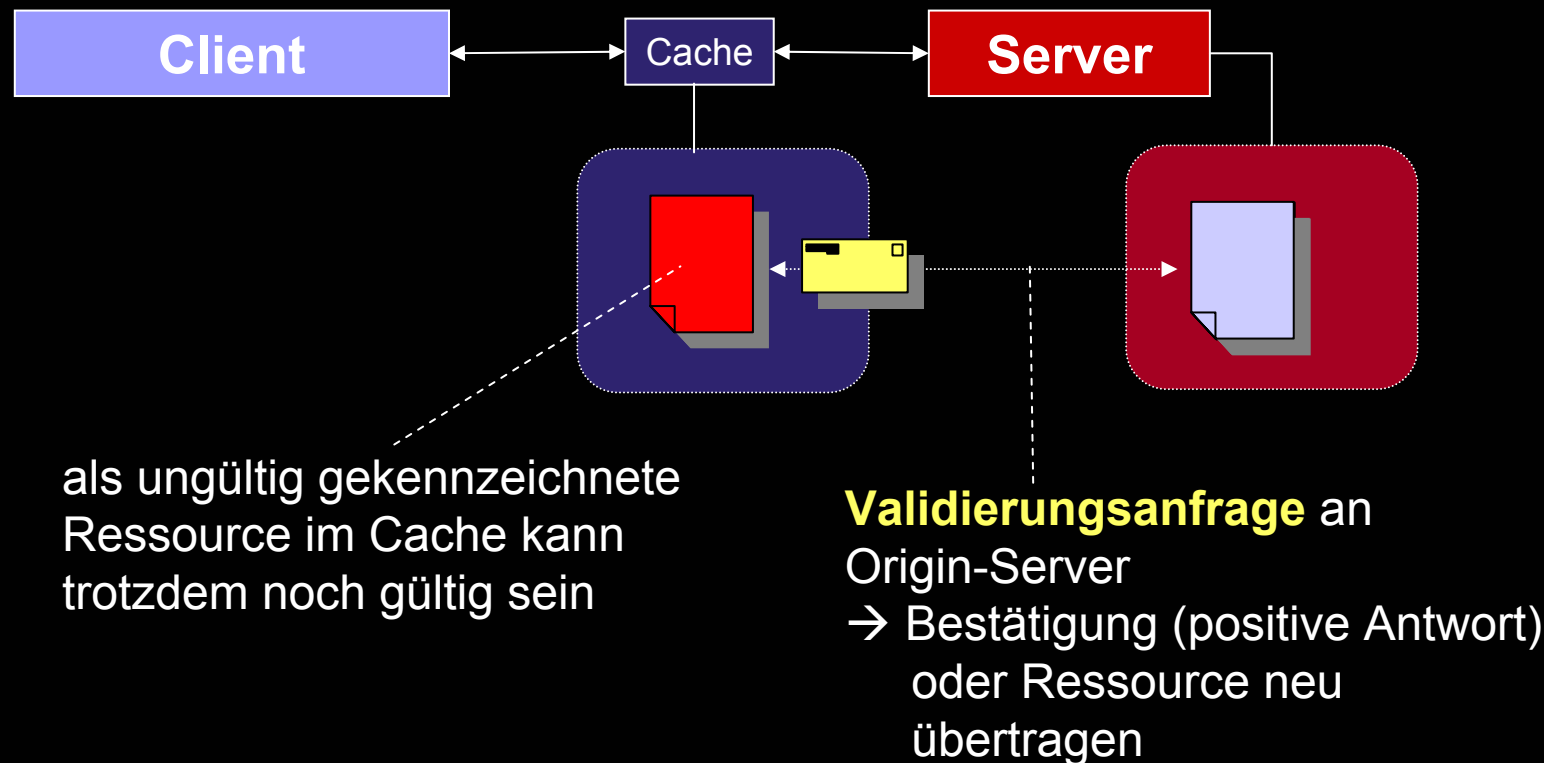 Client
Cache
Server
als ungültig gekennzeichnete
Ressource im Cache kann
trotzdem noch gültig sein
Validierungsanfrage an
Origin-Server
→ Bestätigung (positive Antwort)
oder Ressource neu
übertragen